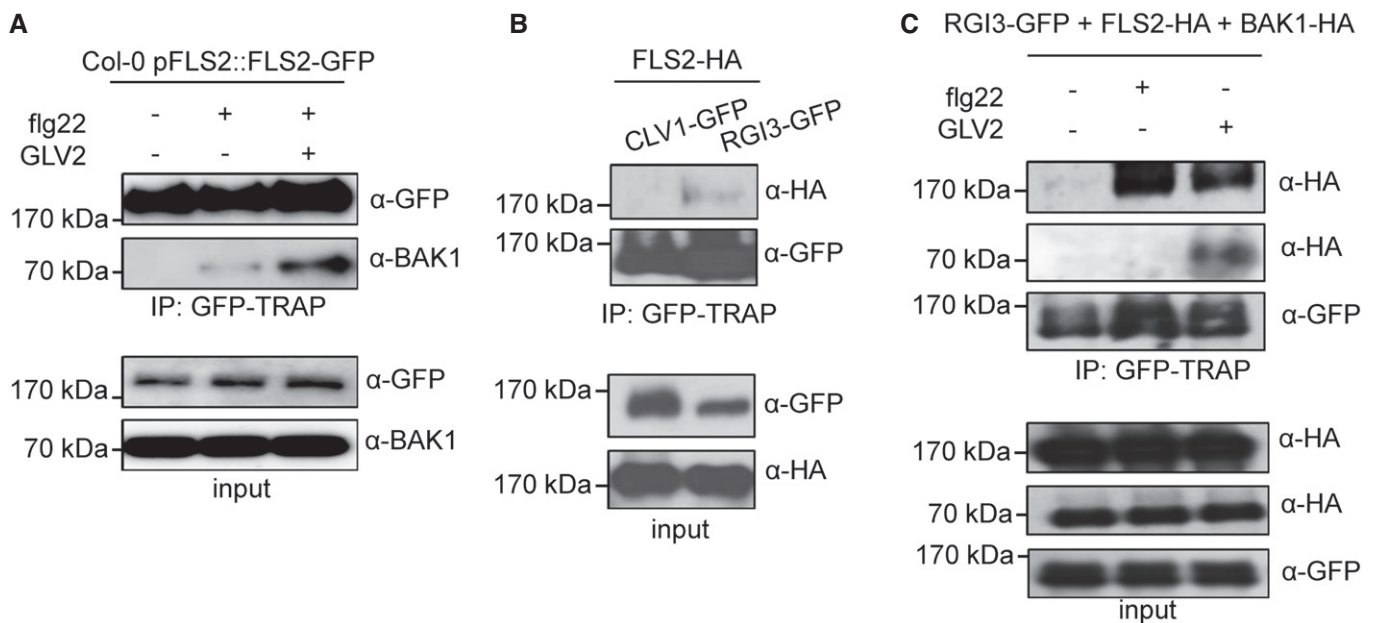 A
Col-0 pFLS2::FLS2-GFP
flg22 - + +
GLV2 - - +
170 kDa α-GFP
70 kDa α-BAK1
IP: GFP-TRAP
170 kDa α-GFP
70 kDa α-BAK1
input
B
FLS2-HA
CLV1-GFP RGI3-GFP
170 kDa α-HA
170 kDa α-GFP
IP: GFP-TRAP
170 kDa α-GFP
170 kDa α-HA
input
C
RGI3-GFP + FLS2-HA + BAK1-HA
flg22 - + -
GLV2 - - +
170 kDa α-HA
70 kDa α-HA
170 kDa α-GFP
IP: GFP-TRAP
170 kDa α-HA
70 kDa α-HA
170 kDa α-GFP
input